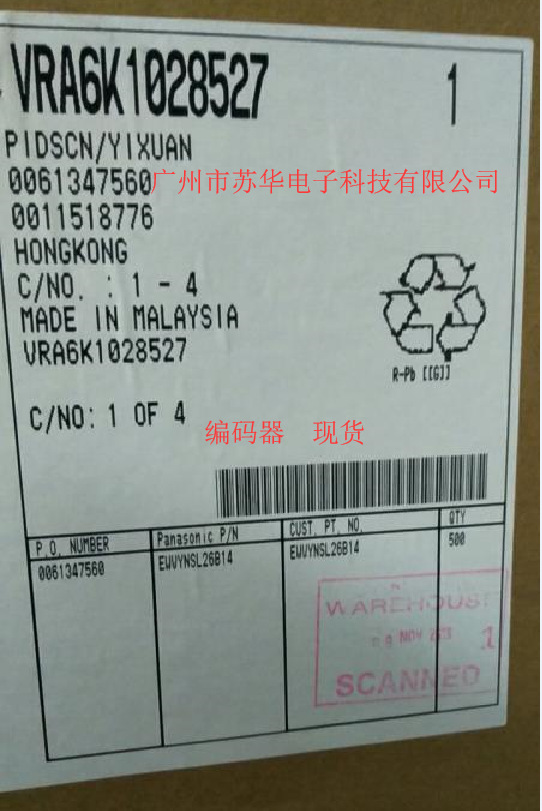 VRA6K1028527 1
PIDSCN/YIXUAN
0061347560广州市苏华电子科技有限公司
0011518776
HONGKONG
C/NO. : 1 - 4
MADE IN MALAYSIA
VRA6K1028527
R-Pb [[G]]
C/NO: 1 OF 4
编码器 现货
P.O. NUMBER Panasonic P/N CUST. PT. NO. QTY
0061347560 EVVYNSL26B14 EVVYNSL26B14 500
WAREHOUSE
NOV 1
SCANNED